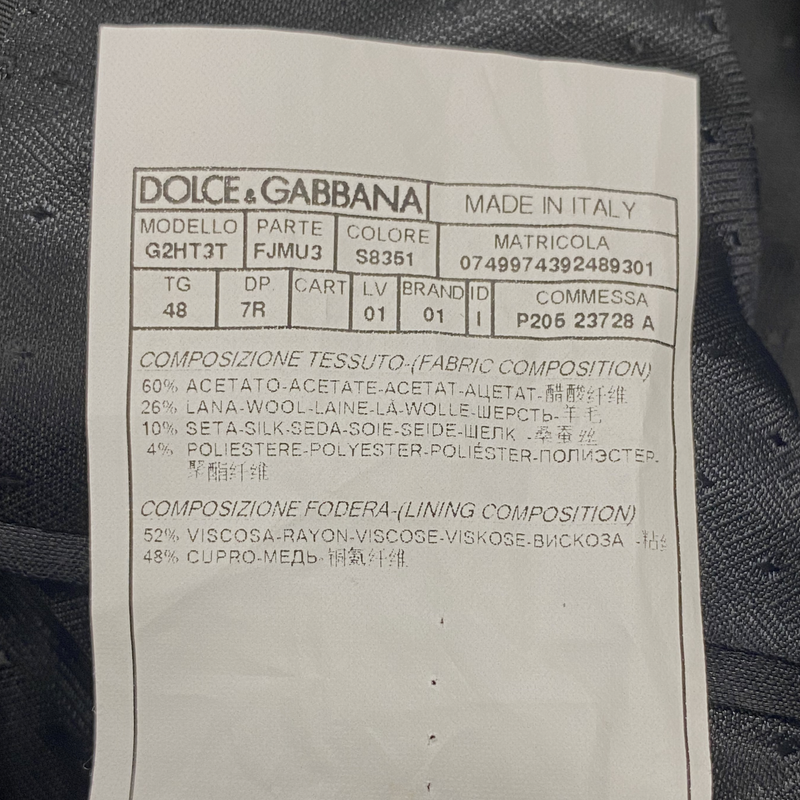 DOLCE & GABBANA MADE IN ITALY
MODELLO PARTE COLORE MATRICOLA
G2HT3T FJMU3 S8351 0749974392489301
TG DP. CART LV BRAND ID COMMESSA
48 7R 01 01 I P205 23728 A
COMPOSIZIONE TESSUTO-(FABRIC COMPOSITION)
60% ACETATO-ACETATE-ACETAT-АЦЕТАТ-醋酸纤维
26% LANA-WOOL-LAINE-LÃ-WOLLE-ШЕРСТЬ-羊毛
10% SETA-SILK-SEDA-SOIE-SEIDE-ШЕЛК -桑蚕丝
4% POLIESTERE-POLYESTER-POLIÉSTER-ПОЛИЭСТЕР-
聚酯纤维
COMPOSIZIONE FODERA-(LINING COMPOSITION)
52% VISCOSA-RAYON-VISCOSE-VISKOSE-ВИСКОЗА -粘
48% CUPRO-МЕДЬ-铜氨纤维